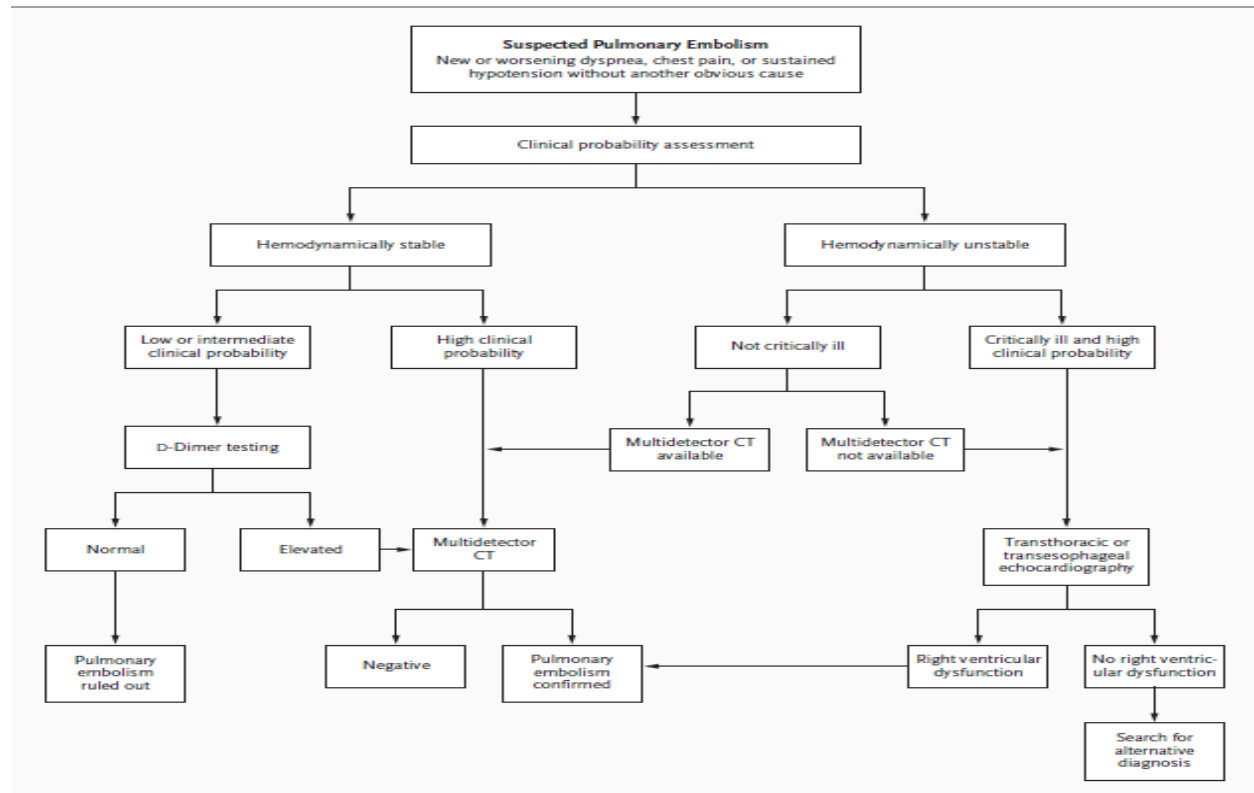 Suspected Pulmonary Embolism
New or worsening dyspnea, chest pain, or sustained
hypotension without another obvious cause
Clinical probability assessment
Hemodynamically stable
Hemodynamically unstable
Low or intermediate
clinical probability
High clinical
probability
Not critically ill
Critically ill and high
clinical probability
D-Dimer testing
Multidetector CT
available
Multidetector CT
not available
Normal
Elevated
Multidetector
CT
Transthoracic or
transesophageal
echocardiography
Pulmonary
embolism
ruled out
Negative
Pulmonary
embolism
confirmed
Right ventricular
dysfunction
No right ventric-
ular dysfunction
Search for
alternative
diagnosis